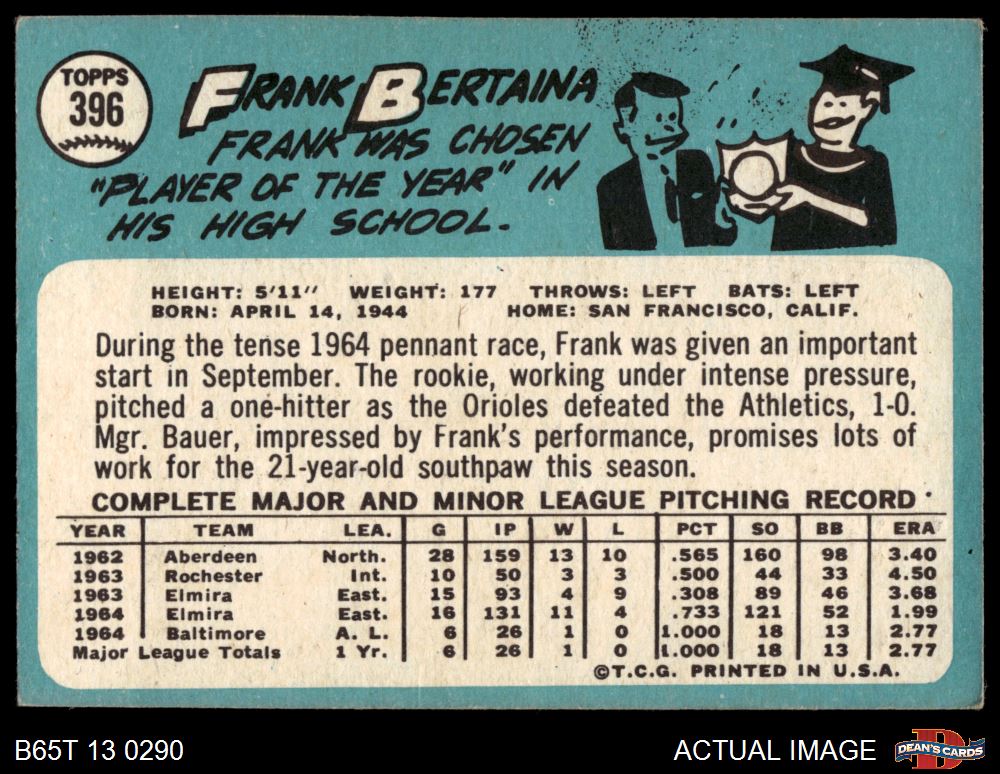 TOPPS
396
FRANK BERTAINA
FRANK WAS CHOSEN
"PLAYER OF THE YEAR" IN
HIS HIGH SCHOOL.
HEIGHT: 5'11" WEIGHT: 177 THROWS: LEFT BATS: LEFT
BORN: APRIL 14, 1944 HOME: SAN FRANCISCO, CALIF.
During the tense 1964 pennant race, Frank was given an important
start in September. The rookie, working under intense pressure,
pitched a one-hitter as the Orioles defeated the Athletics, 1-0.
Mgr. Bauer, impressed by Frank's performance, promises lots of
work for the 21-year-old southpaw this season.
COMPLETE MAJOR AND MINOR LEAGUE PITCHING RECORD
YEAR TEAM LEA. G IP W L PCT SO BB ERA
1962 Aberdeen North. 28 159 13 10 .565 160 98 3.40
1963 Rochester Int. 10 50 3 3 .500 44 33 4.50
1963 Elmira East. 15 93 4 9 .308 89 46 3.68
1964 Elmira East. 16 131 11 4 .733 121 52 1.99
1964 Baltimore A. L. 6 26 1 0 1.000 18 13 2.77
Major League Totals 1 Yr. 6 26 1 0 1.000 18 13 2.77
©T.C.G. PRINTED IN U.S.A.
B65T 13 0290 ACTUAL IMAGE DEAN'S CARDS